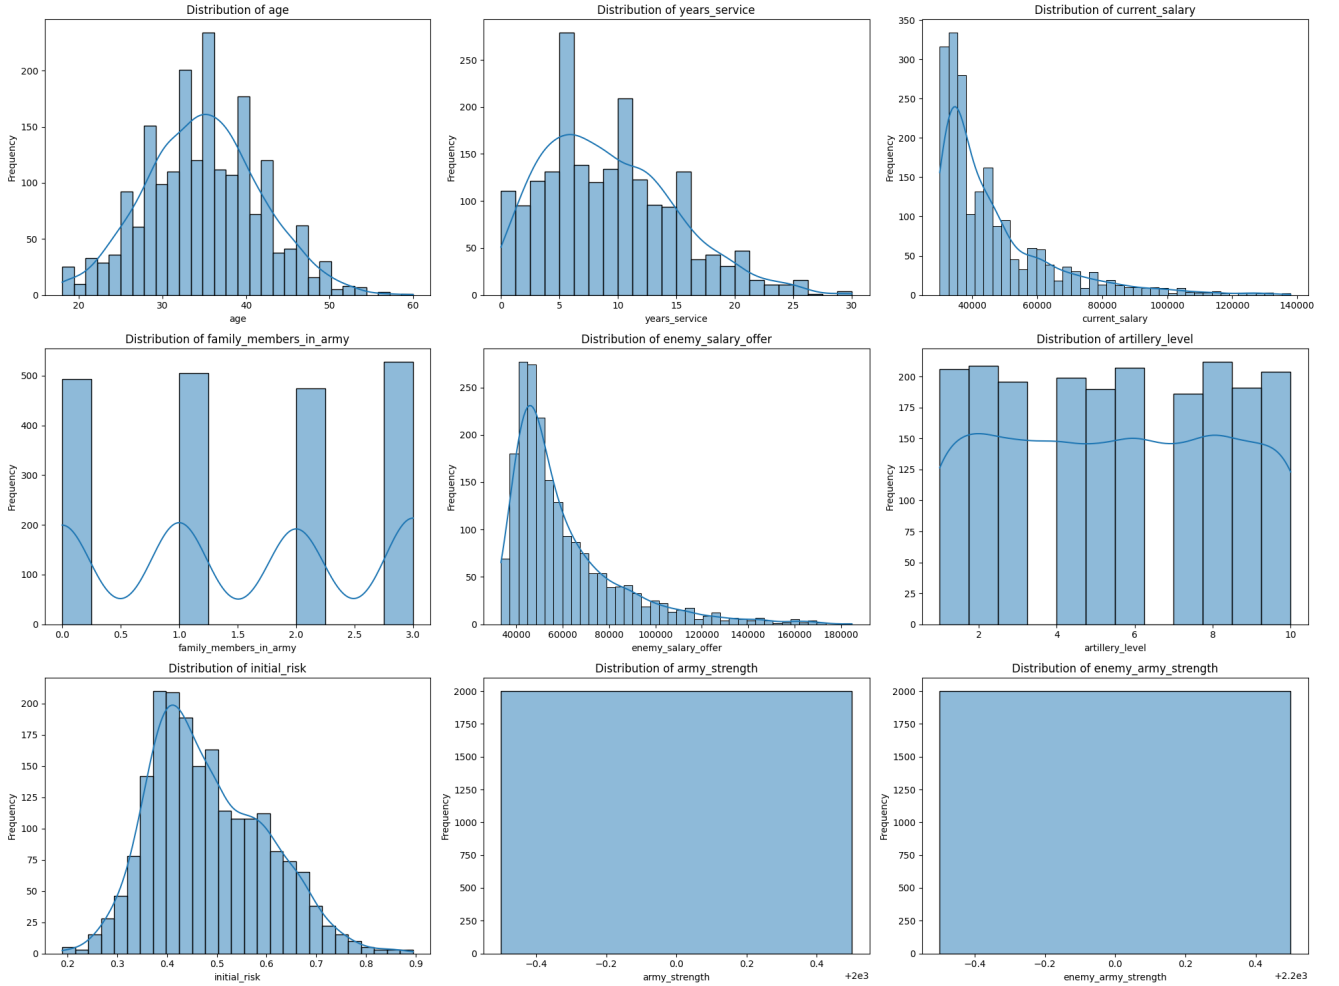 Distribution of age
Frequency
200
150
100
50
0
20 30 40 50 60
age
Distribution of years_service
Frequency
250
200
150
100
50
0
0 5 10 15 20 25 30
years_service
Distribution of current_salary
Frequency
350
300
250
200
150
100
50
0
40000 60000 80000 100000 120000 140000
current_salary
Distribution of family_members_in_army
Frequency
500
400
300
200
100
0
0.0 0.5 1.0 1.5 2.0 2.5 3.0
family_members_in_army
Distribution of enemy_salary_offer
Frequency
250
200
150
100
50
0
40000 60000 80000 100000 120000 140000 160000 180000
enemy_salary_offer
Distribution of artillery_level
Frequency
200
175
150
125
100
75
50
25
0
2 4 6 8 10
artillery_level
Distribution of initial_risk
Frequency
200
175
150
125
100
75
50
25
0
0.2 0.3 0.4 0.5 0.6 0.7 0.8 0.9
initial_risk
Distribution of army_strength
Frequency
2000
1750
1500
1250
1000
750
500
250
0
−0.4 −0.2 0.0 0.2 0.4
army_strength
+2e3
Distribution of enemy_army_strength
Frequency
2000
1750
1500
1250
1000
750
500
250
0
−0.4 −0.2 0.0 0.2 0.4
enemy_army_strength
+2.2e3